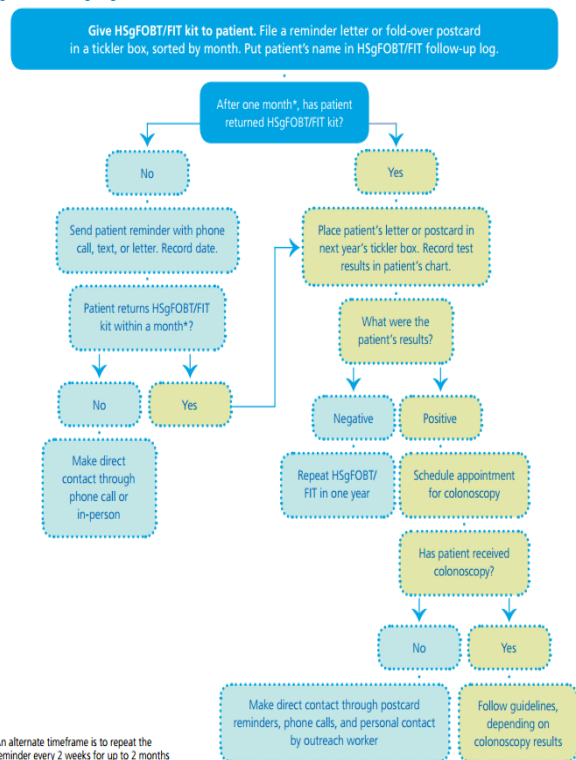 Give HSgFOBT/FIT kit to patient. File a reminder letter or fold-over postcard
in a tickler box, sorted by month. Put patient's name in HSgFOBT/FIT follow-up log.
After one month*, has patient
returned HSgFOBT/FIT kit?
No
Yes
Send patient reminder with phone
call, text, or letter. Record date.
Place patient's letter or postcard in
next year's tickler box. Record test
results in patient's chart.
Patient returns HSgFOBT/FIT
kit within a month*?
What were the
patient's results?
No
Yes
Negative
Positive
Make direct
contact through
phone call or
in-person
Repeat HSgFOBT/
FIT in one year
Schedule appointment
for colonoscopy
Has patient received
colonoscopy?
No
Yes
Make direct contact through postcard
reminders, phone calls, and personal contact
by outreach worker
Follow guidelines,
depending on
colonoscopy results
n alternate timeframe is to repeat the
eminder every 2 weeks for up to 2 months